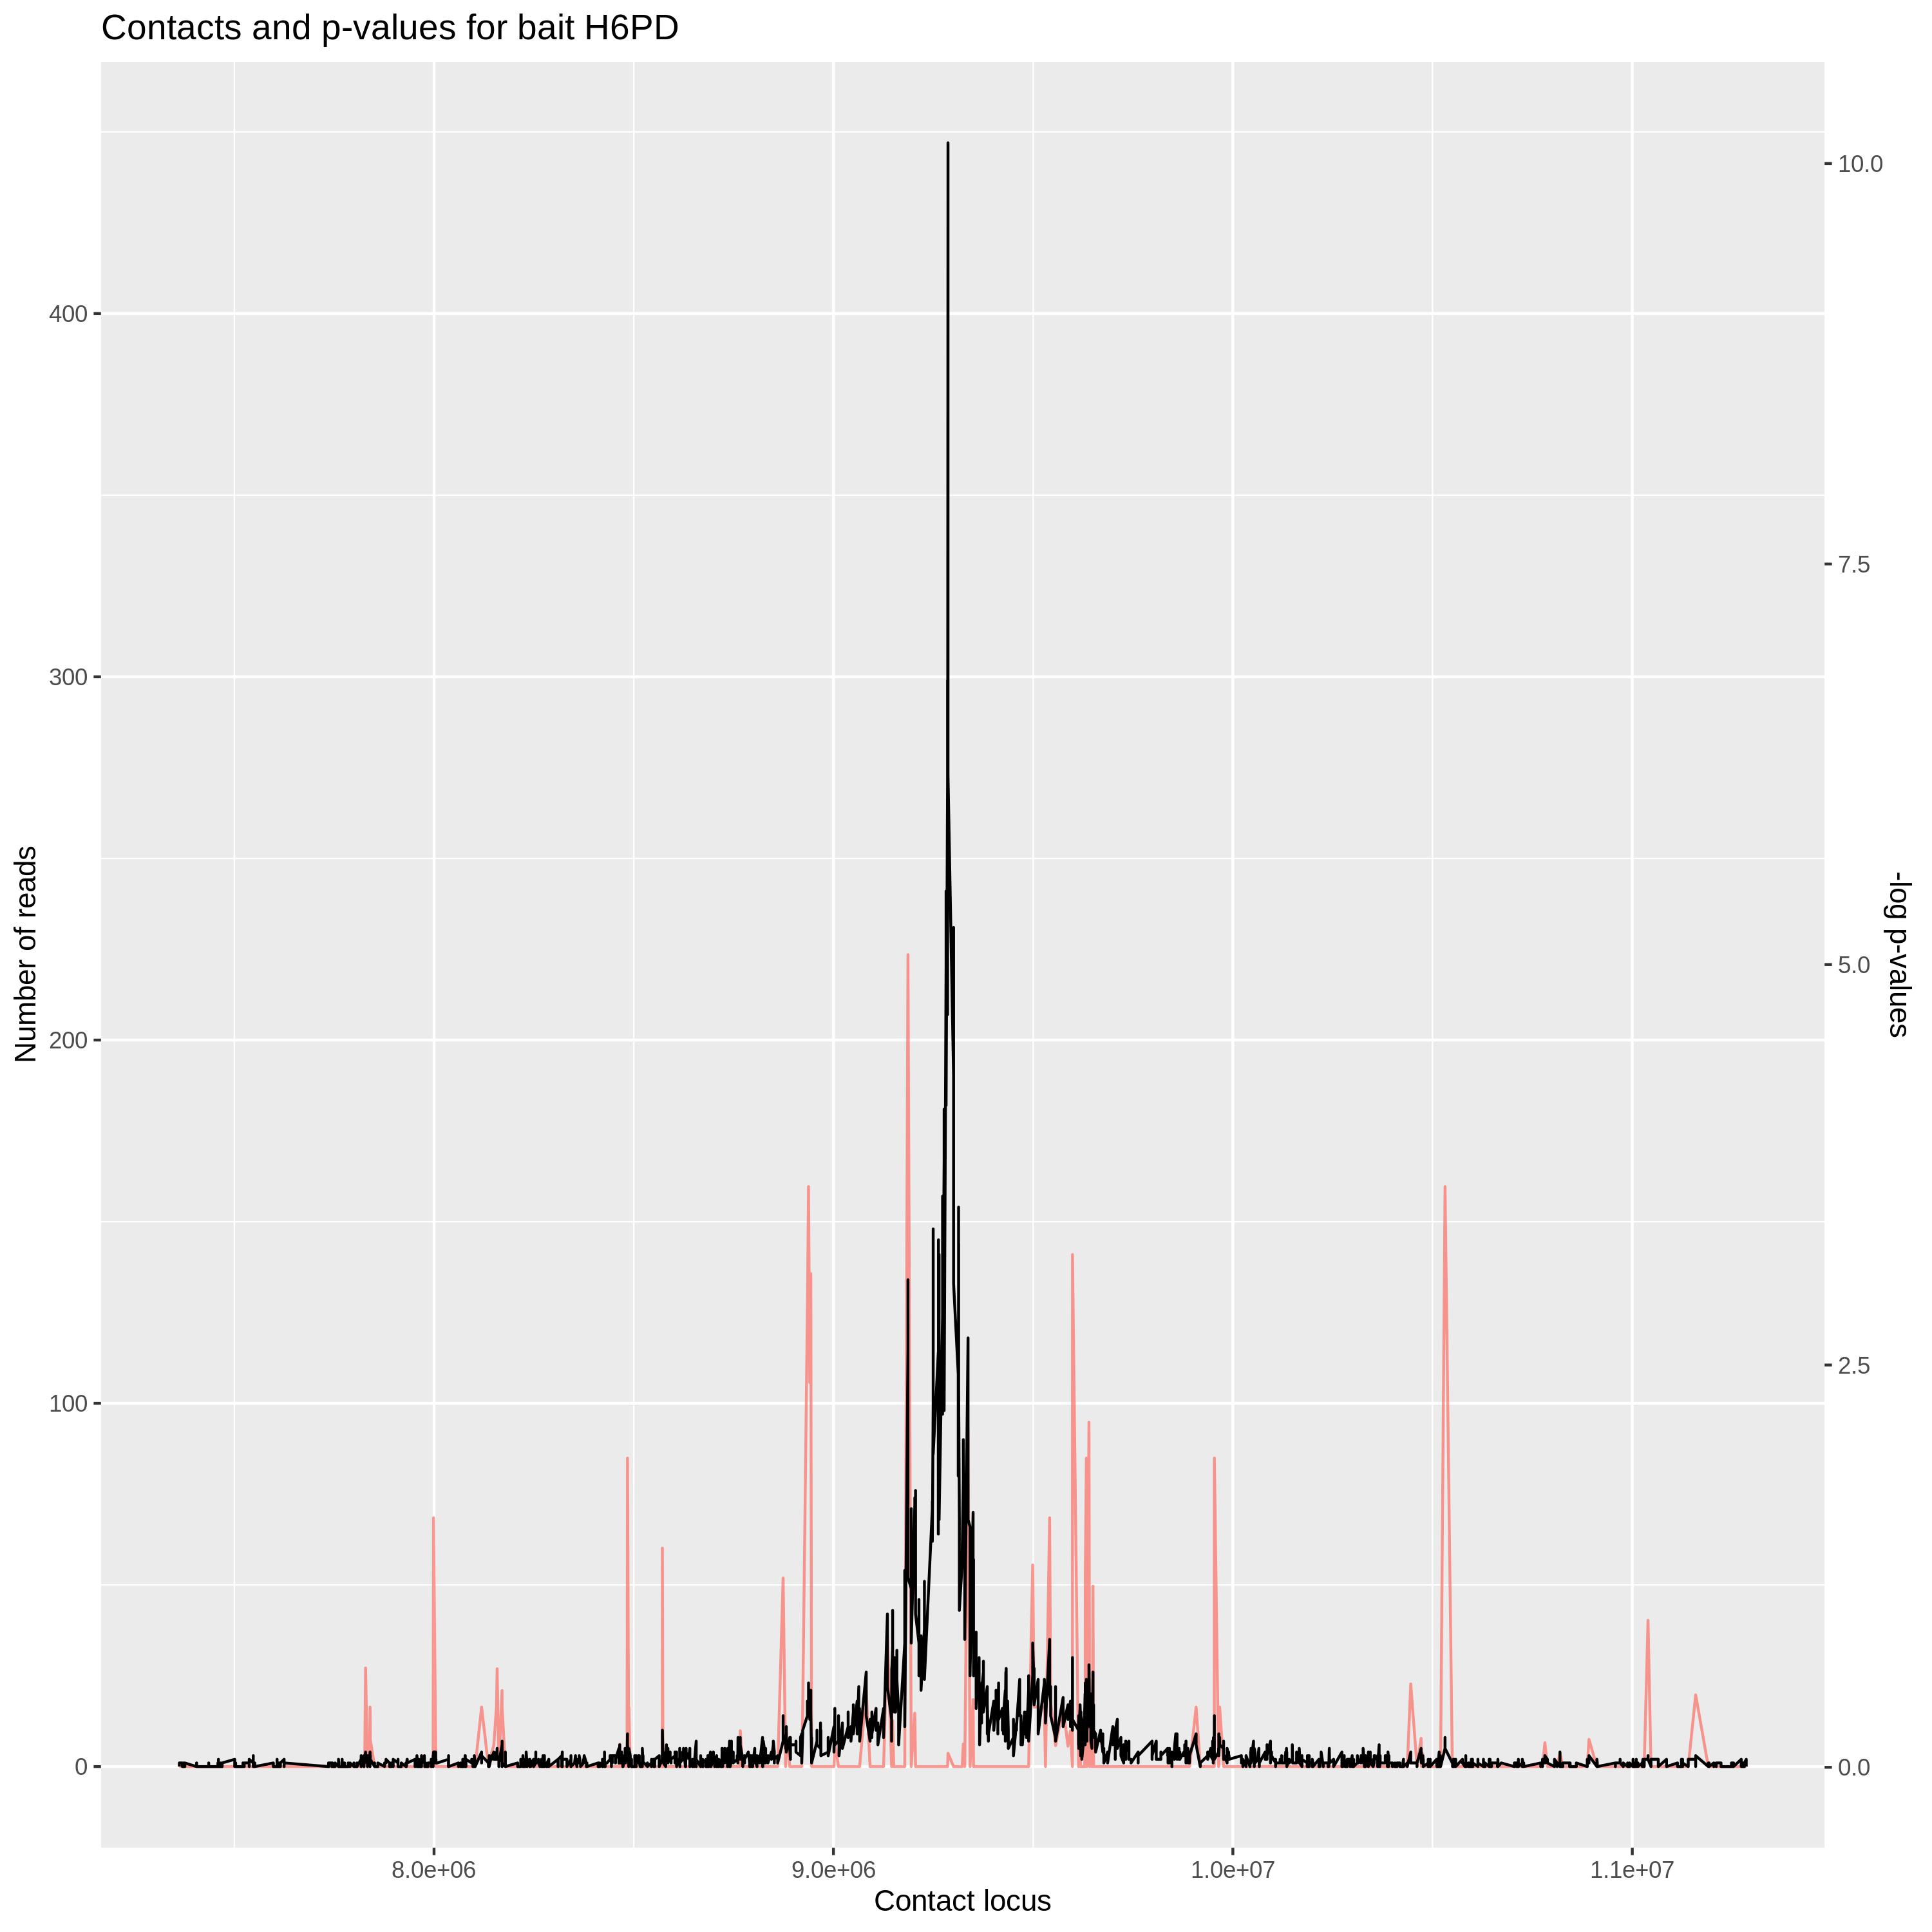 Contacts and p-values for bait H6PD
400
300
200
100
0
10.0
7.5
5.0
2.5
0.0
Number of reads
-log p-values
8.0e+06 9.0e+06 1.0e+07 1.1e+07
Contact locus